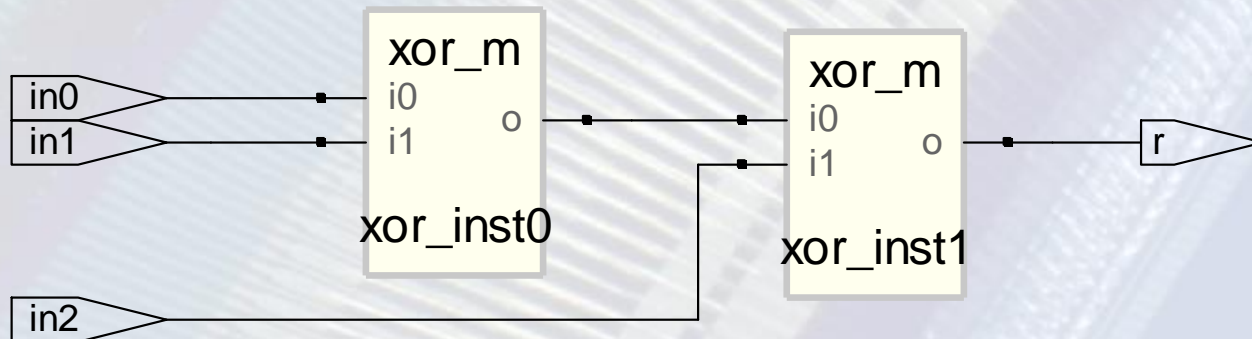 in0
in1
in2
xor_m
i0
i1
o
xor_inst0
xor_m
i0
i1
o
xor_inst1
r